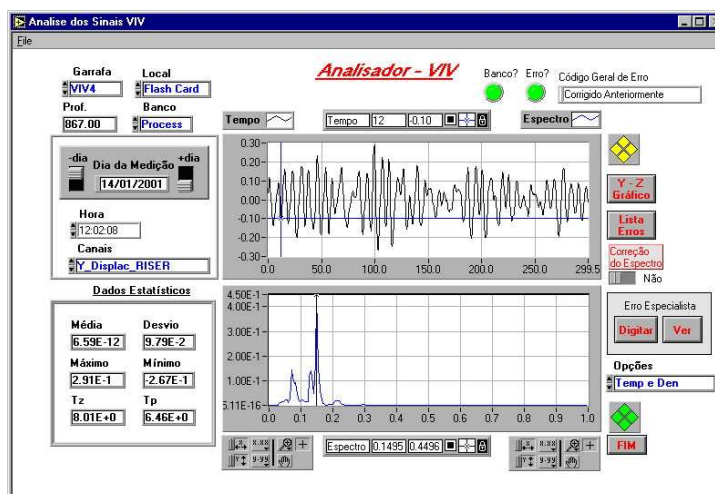 Analise dos Sinais VIV
File
Analisador - VIV
Garrafa
VIV4
Local
Flash Card
Prof.
867.00
Banco
Process
Banco?
Erro?
Código Geral de Erro
Corrigido Anteriormente
Tempo
Tempo 12 -0.10
Espectro
-dia
Dia da Medição
+dia
14/01/2001
Hora
12:02:08
Canais
Y_Displac_RISER
0.30
0.20
0.10
0.00
-0.10
-0.20
-0.30
0.0 50.0 100.0 150.0 200.0 250.0 299.5
Y - Z
Gráfico
Lista
Erros
Correção
do Espectro
Não
Dados Estatísticos
Média
6.59E-12
Desvio
9.79E-2
Máximo
2.91E-1
Mínimo
-2.67E-1
Tz
8.01E+0
Tp
6.46E+0
4.50E-1
4.00E-1
3.00E-1
2.00E-1
1.00E-1
5.11E-16
0.0 0.1 0.2 0.3 0.4 0.5 0.6 0.7 0.8 0.9 1.0
Espectro 0.1495 0.4496
Erro Especialista
Digitar
Ver
Opções
Temp e Den
FIM